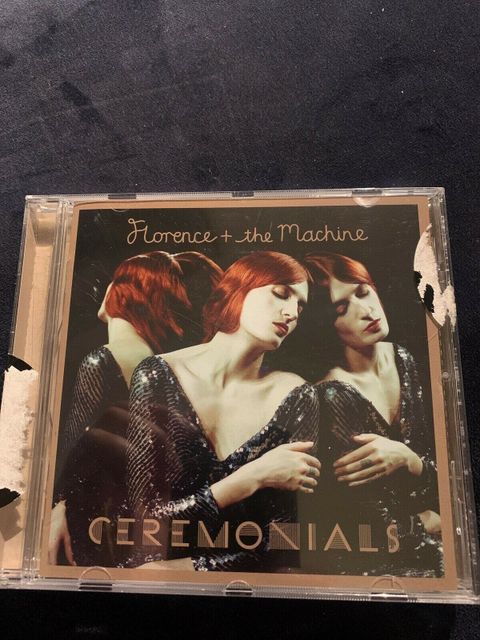 Florence + the Machine
CEREMONIALS